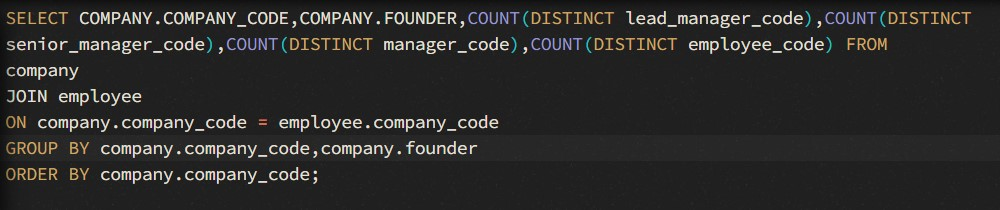 SELECT COMPANY.COMPANY_CODE,COMPANY.FOUNDER,COUNT(DISTINCT lead_manager_code),COUNT(DISTINCT
senior_manager_code),COUNT(DISTINCT manager_code),COUNT(DISTINCT employee_code) FROM
company
JOIN employee
ON company.company_code = employee.company_code
GROUP BY company.company_code,company.founder
ORDER BY company.company_code;